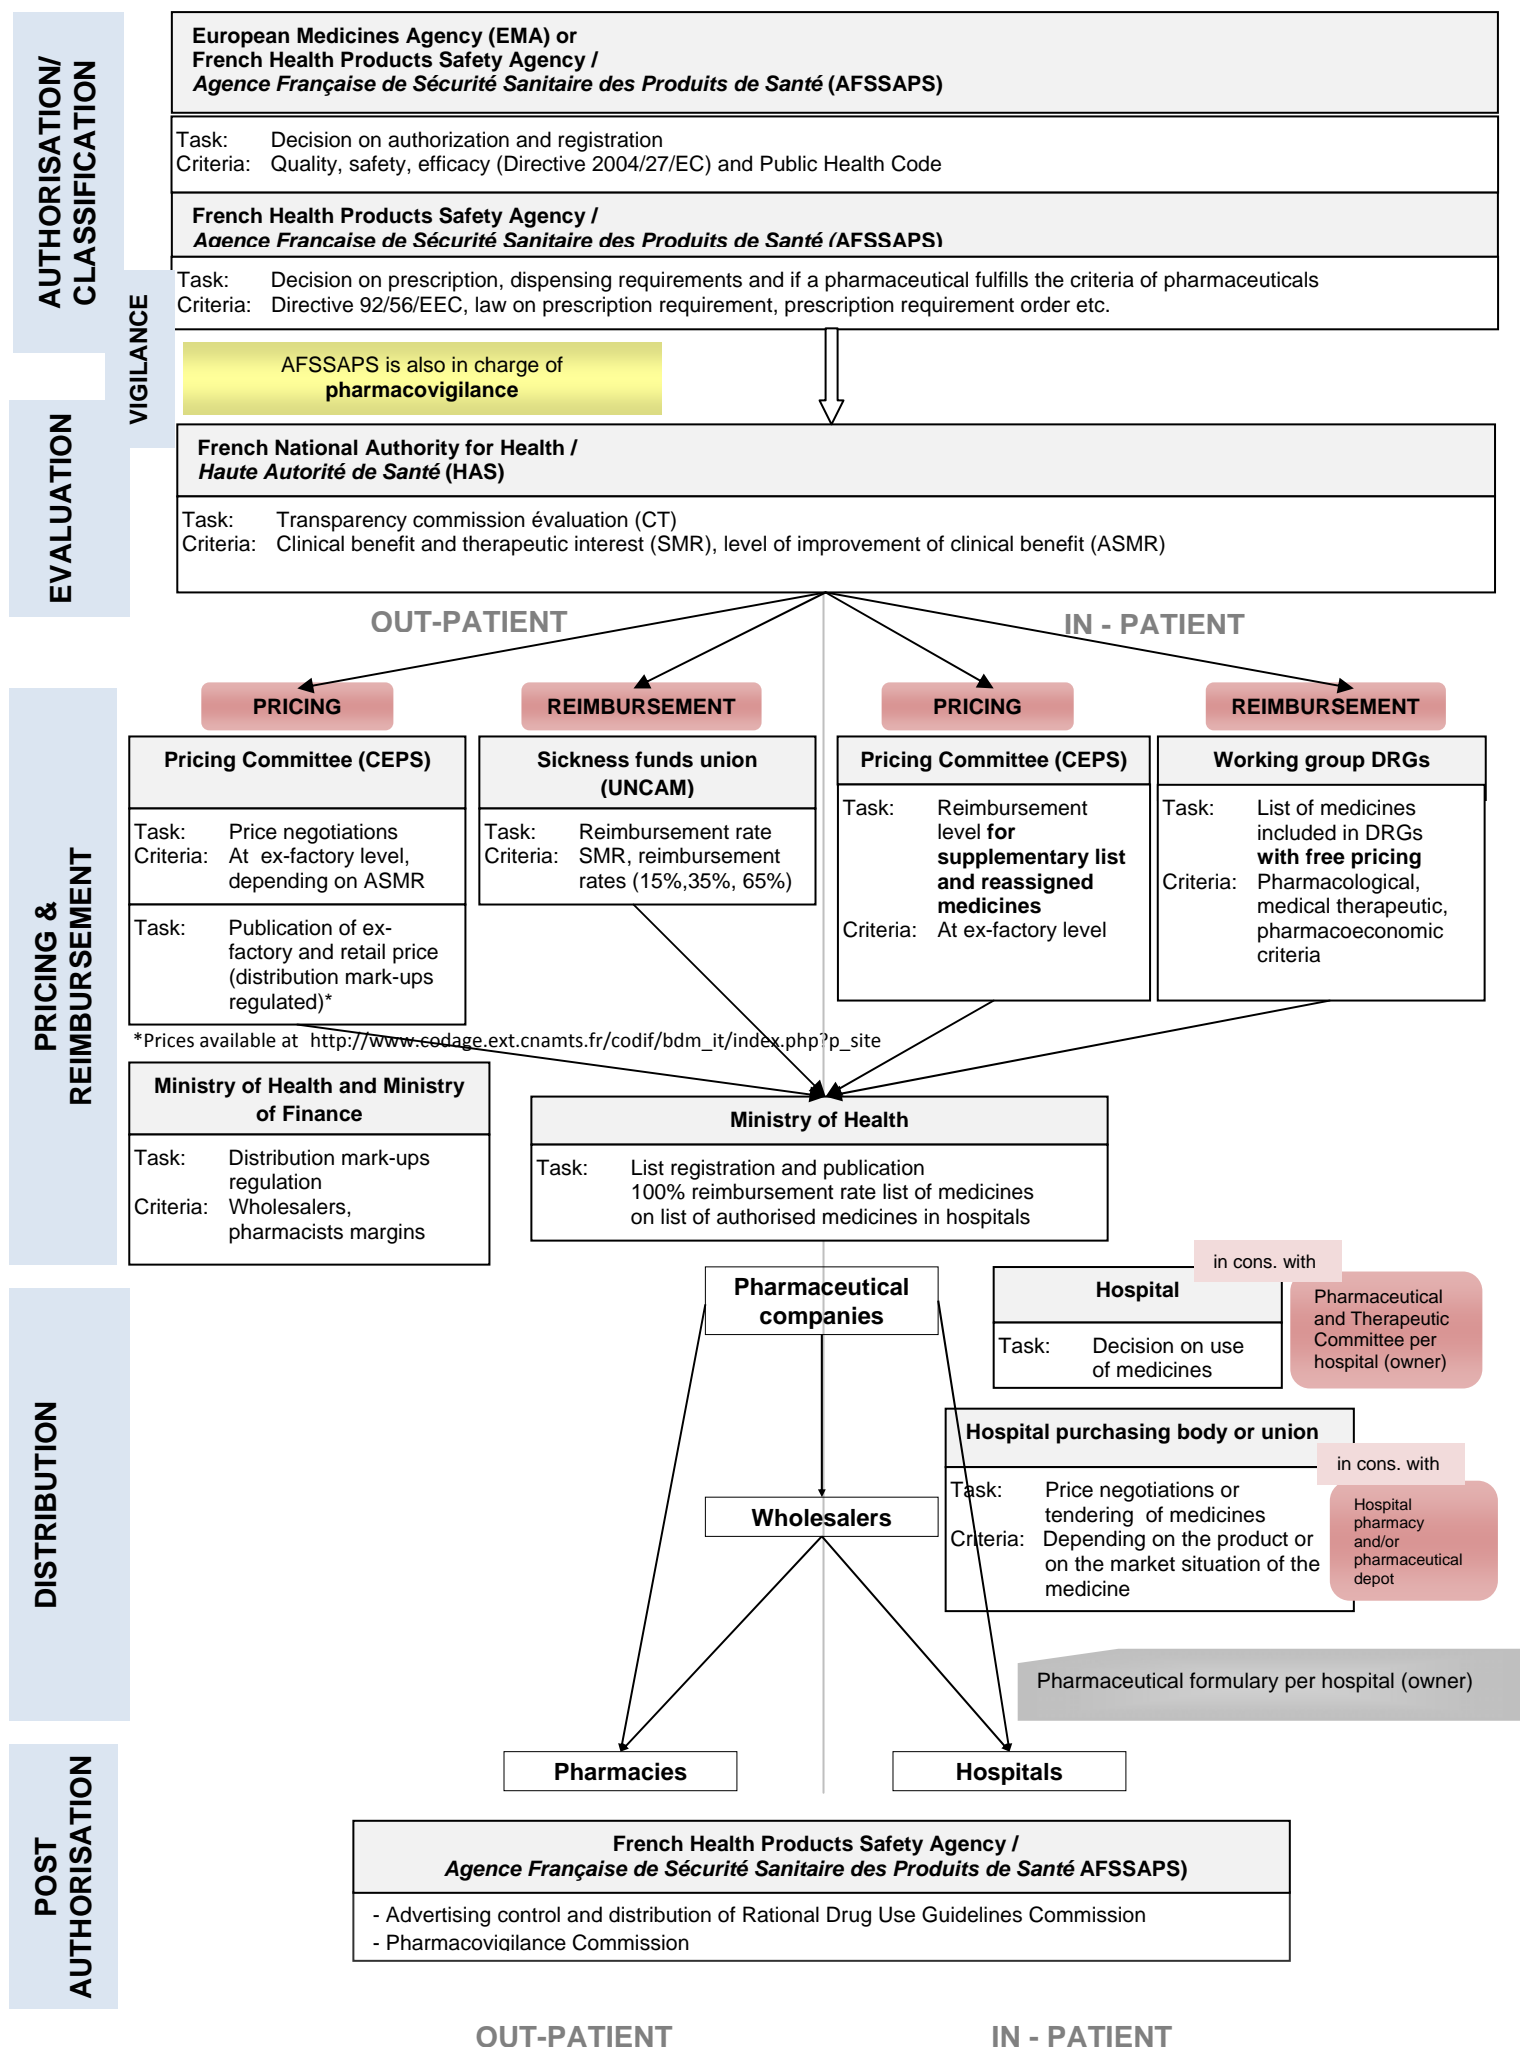 AUTHORISATION/
CLASSIFICATION
European Medicines Agency (EMA) or
French Health Products Safety Agency /
Agence Française de Sécurité Sanitaire des Produits de Santé (AFSSAPS)
Task: Decision on authorization and registration
Criteria: Quality, safety, efficacy (Directive 2004/27/EC) and Public Health Code
French Health Products Safety Agency /
Agence Française de Sécurité Sanitaire des Produits de Santé (AFSSAPS)
Task: Decision on prescription, dispensing requirements and if a pharmaceutical fulfills the criteria of pharmaceuticals
Criteria: Directive 92/56/EEC, law on prescription requirement, prescription requirement order etc.
VIGILANCE
AFSSAPS is also in charge of
pharmacovigilance
EVALUATION
French National Authority for Health /
Haute Autorité de Santé (HAS)
Task: Transparency commission évaluation (CT)
Criteria: Clinical benefit and therapeutic interest (SMR), level of improvement of clinical benefit (ASMR)
OUT-PATIENT
IN - PATIENT
PRICING &
REIMBURSEMENT
PRICING
Pricing Committee (CEPS)
Task: Price negotiations
Criteria: At ex-factory level,
depending on ASMR
Task: Publication of ex-
factory and retail price
(distribution mark-ups
regulated)*
REIMBURSEMENT
Sickness funds union
(UNCAM)
Task: Reimbursement rate
Criteria: SMR, reimbursement
rates (15%,35%, 65%)
PRICING
Pricing Committee (CEPS)
Task: Reimbursement
level for
supplementary list
and reassigned
medicines
Criteria: At ex-factory level
REIMBURSEMENT
Working group DRGs
Task: List of medicines
included in DRGs
with free pricing
Criteria: Pharmacological,
medical therapeutic,
pharmacoeconomic
criteria
*Prices available at http://www.codage.ext.cnamts.fr/codif/bdm_it/index.php?p_site
Ministry of Health and Ministry
of Finance
Task: Distribution mark-ups
regulation
Criteria: Wholesalers,
pharmacists margins
Ministry of Health
Task: List registration and publication
100% reimbursement rate list of medicines
on list of authorised medicines in hospitals
DISTRIBUTION
Pharmaceutical
companies
in cons. with
Hospital
Task: Decision on use
of medicines
Pharmaceutical
and Therapeutic
Committee per
hospital (owner)
Hospital purchasing body or union
in cons. with
Task: Price negotiations or
tendering of medicines
Criteria: Depending on the product or
on the market situation of the
medicine
Hospital
pharmacy
and/or
pharmaceutical
depot
Wholesalers
Pharmaceutical formulary per hospital (owner)
Pharmacies
Hospitals
POST
AUTHORISATION
French Health Products Safety Agency /
Agence Française de Sécurité Sanitaire des Produits de Santé AFSSAPS)
- Advertising control and distribution of Rational Drug Use Guidelines Commission
- Pharmacovigilance Commission
OUT-PATIENT
IN - PATIENT